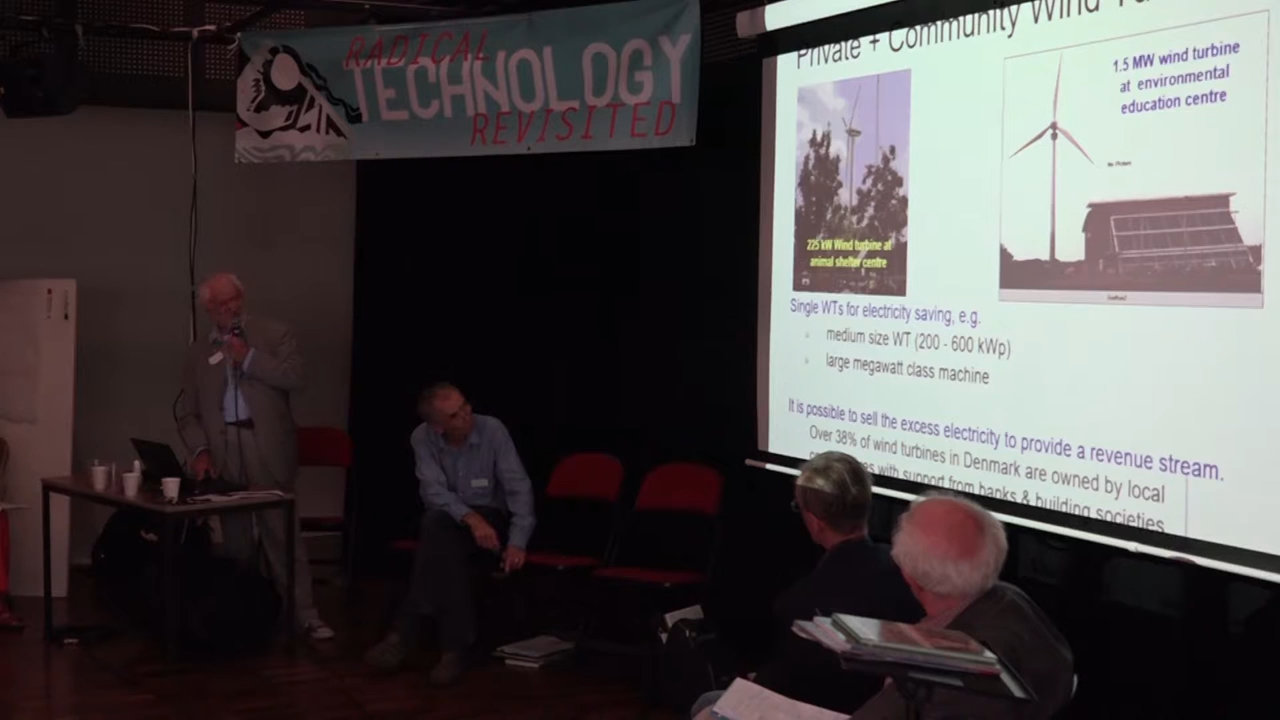 RADICAL
TECHNOLOGY
REVISITED
Private + Community Wind
1.5 MW wind turbine
at environmental
education centre
225 kW Wind turbine at
animal shelter centre
Single WTs for electricity saving, e.g.
medium size WT (200 - 600 kWp)
large megawatt class machine
It is possible to sell the excess electricity to provide a revenue stream.
Over 38% of wind turbines in Denmark are owned by local
with support from banks & building societies